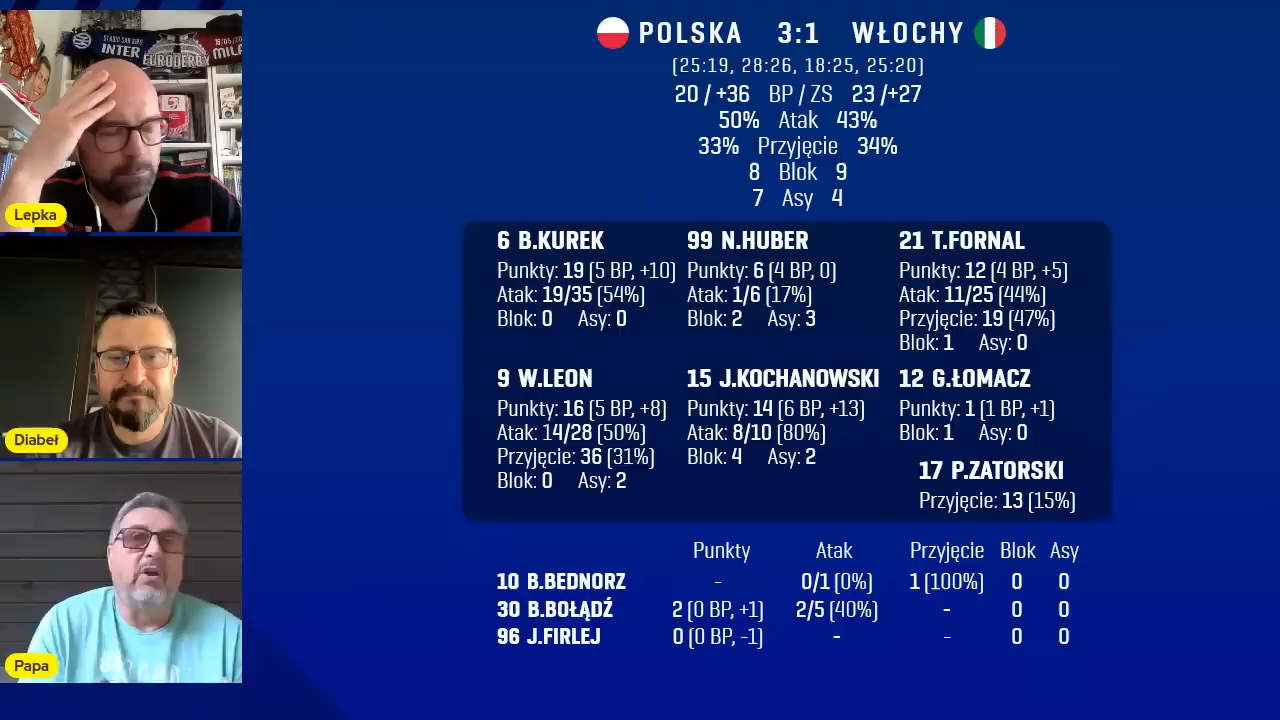 STADIO SAN SIRO
INTER
EURODERBY
MILA
Lepka
Diabeł
Papa
POLSKA 3:1 WŁOCHY
(25:19, 28:26, 18:25, 25:20)
20 / +36 BP / ZS 23 /+27
50% Atak 43%
33% Przyjęcie 34%
8 Blok 9
7 Asy 4
6 B.KUREK
Punkty: 19 (5 BP, +10)
Atak: 19/35 (54%)
Blok: 0 Asy: 0
99 N.HUBER
Punkty: 6 (4 BP, 0)
Atak: 1/6 (17%)
Blok: 2 Asy: 3
21 T.FORNAL
Punkty: 12 (4 BP, +5)
Atak: 11/25 (44%)
Przyjęcie: 19 (47%)
Blok: 1 Asy: 0
9 W.LEON
Punkty: 16 (5 BP, +8)
Atak: 14/28 (50%)
Przyjęcie: 36 (31%)
Blok: 0 Asy: 2
15 J.KOCHANOWSKI
Punkty: 14 (6 BP, +13)
Atak: 8/10 (80%)
Blok: 4 Asy: 2
12 G.ŁOMACZ
Punkty: 1 (1 BP, +1)
Blok: 1 Asy: 0
17 P.ZATORSKI
Przyjęcie: 13 (15%)
Punkty Atak Przyjęcie Blok Asy
10 B.BEDNORZ - 0/1 (0%) 1 (100%) 0 0
30 B.BOŁĄDŹ 2 (0 BP, +1) 2/5 (40%) - 0 0
96 J.FIRLEJ 0 (0 BP, -1) - - 0 0